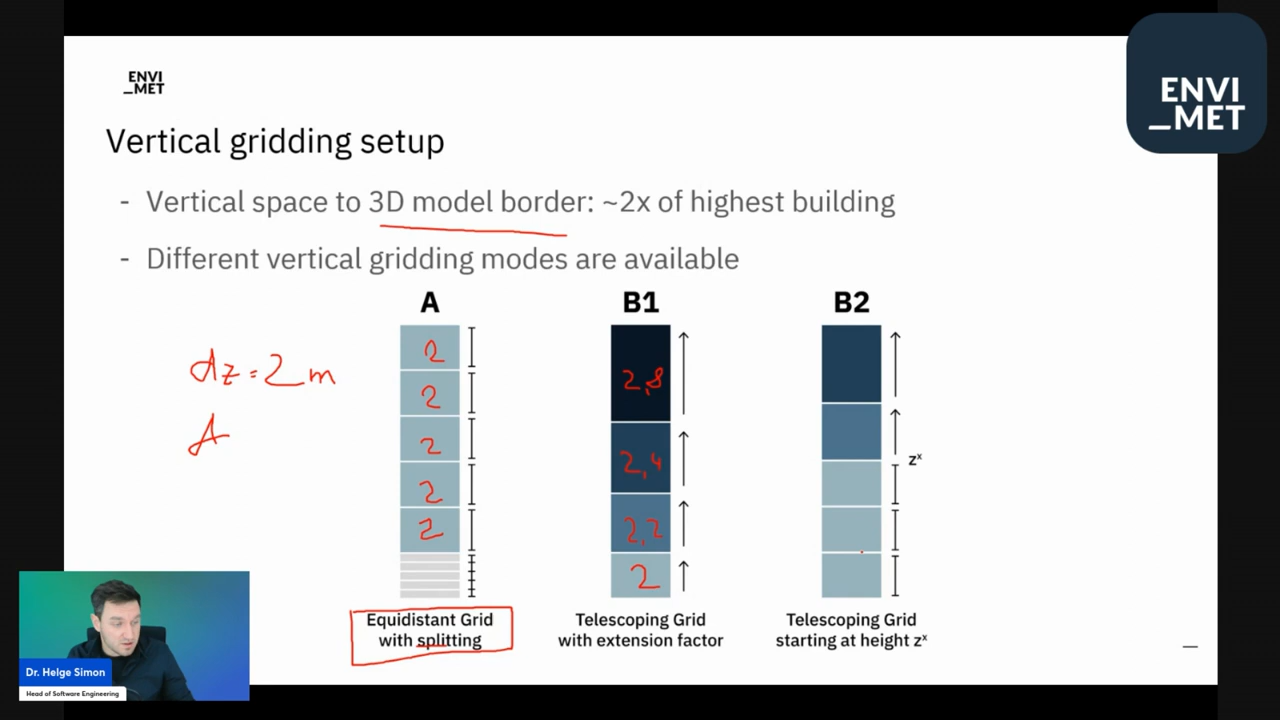 ENVI
_MET
ENVI
_MET
Vertical gridding setup
- Vertical space to 3D model border: ~2x of highest building
- Different vertical gridding modes are available
A B1 B2
dz = 2 m
A
2
2
2
2
2
2,8
2,4
2,2
2
zˣ
Equidistant Grid
with splitting
Telescoping Grid
with extension factor
Telescoping Grid
starting at height zˣ
Dr. Helge Simon
Head of Software Engineering